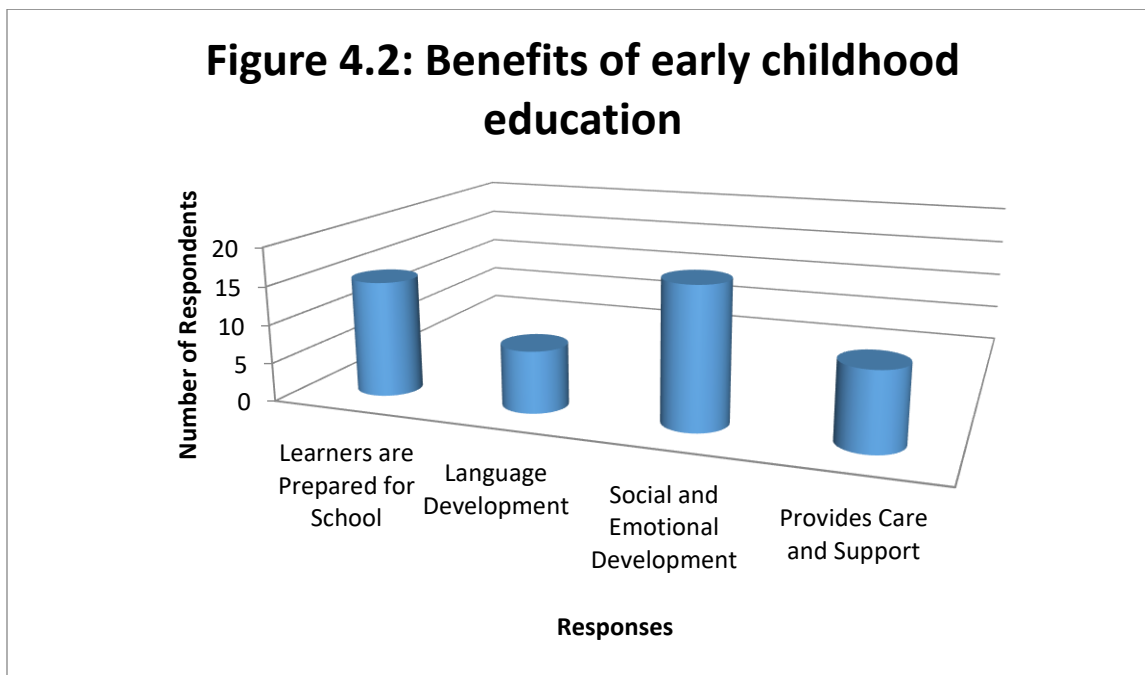 Figure 4.2: Benefits of early childhood
education
Number of Respondents
20
15
10
5
0
Learners are
Prepared for
School
Language
Development
Social and
Emotional
Development
Provides Care
and Support
Responses